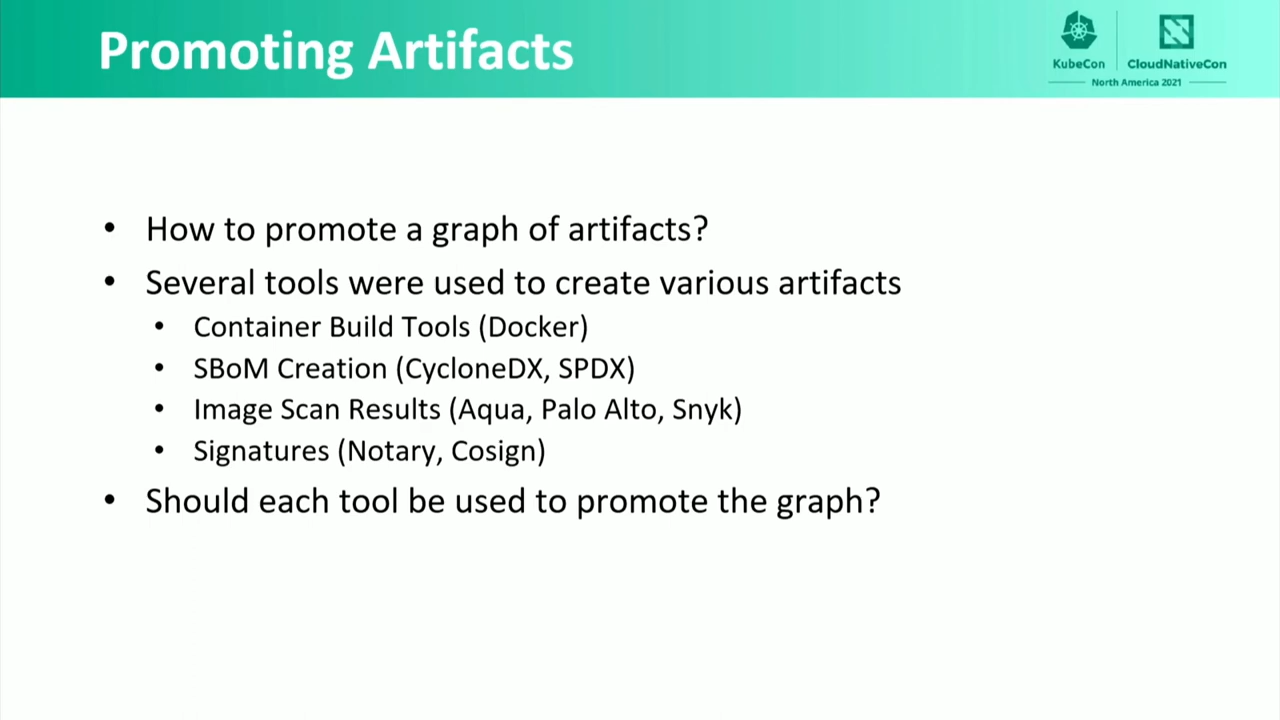 Promoting Artifacts
KubeCon
CloudNativeCon
North America 2021
• How to promote a graph of artifacts?
• Several tools were used to create various artifacts
• Container Build Tools (Docker)
• SBoM Creation (CycloneDX, SPDX)
• Image Scan Results (Aqua, Palo Alto, Snyk)
• Signatures (Notary, Cosign)
• Should each tool be used to promote the graph?